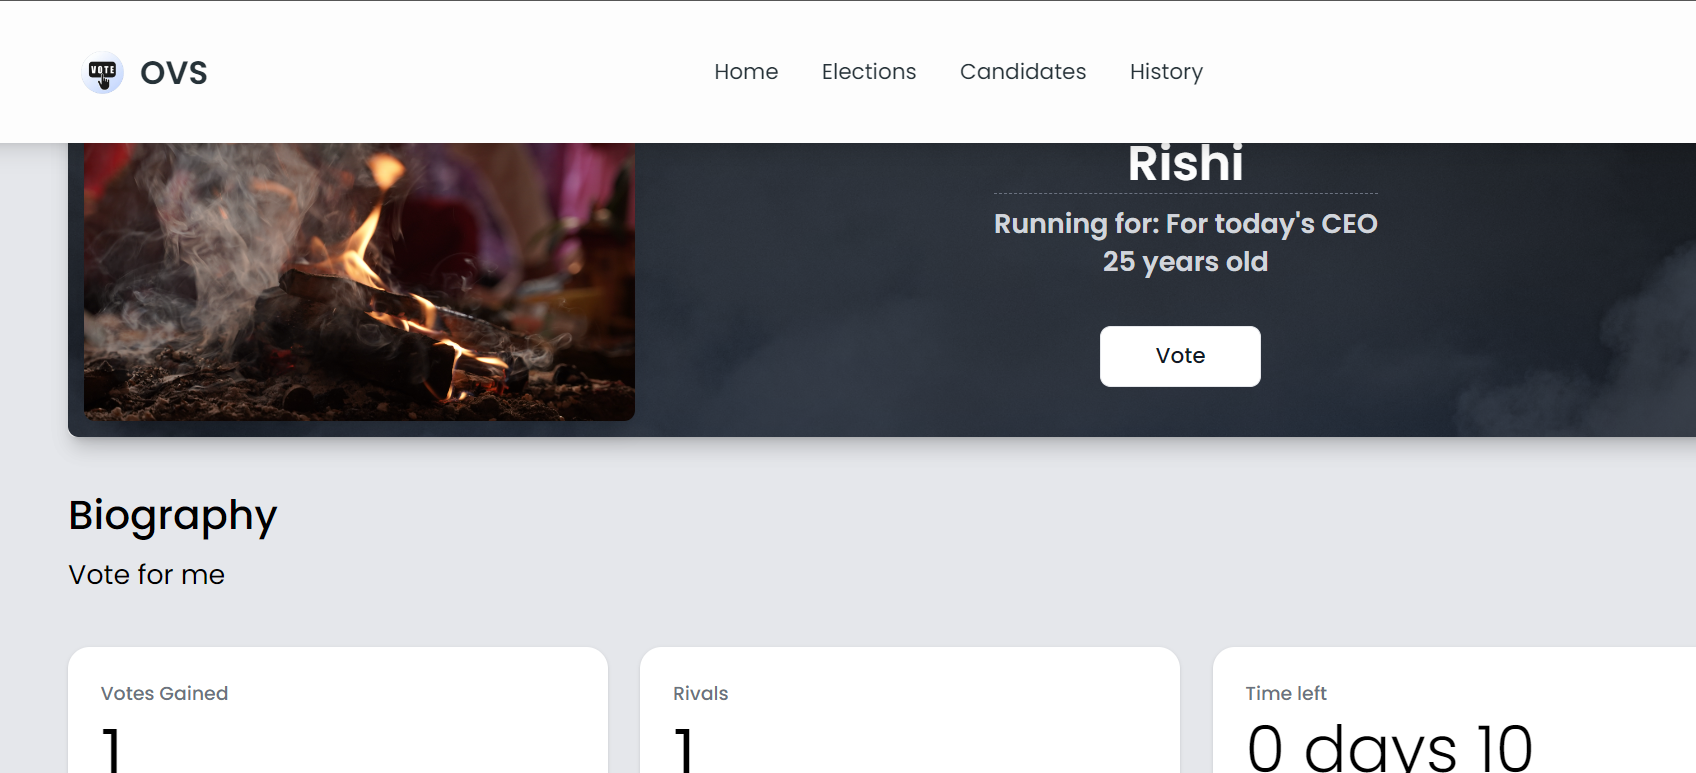 VOTE
OVS
Home
Elections
Candidates
History
Rishi
Running for: For today's CEO
25 years old
Vote
Biography
Vote for me
Votes Gained
1
Rivals
1
Time left
0 days 10